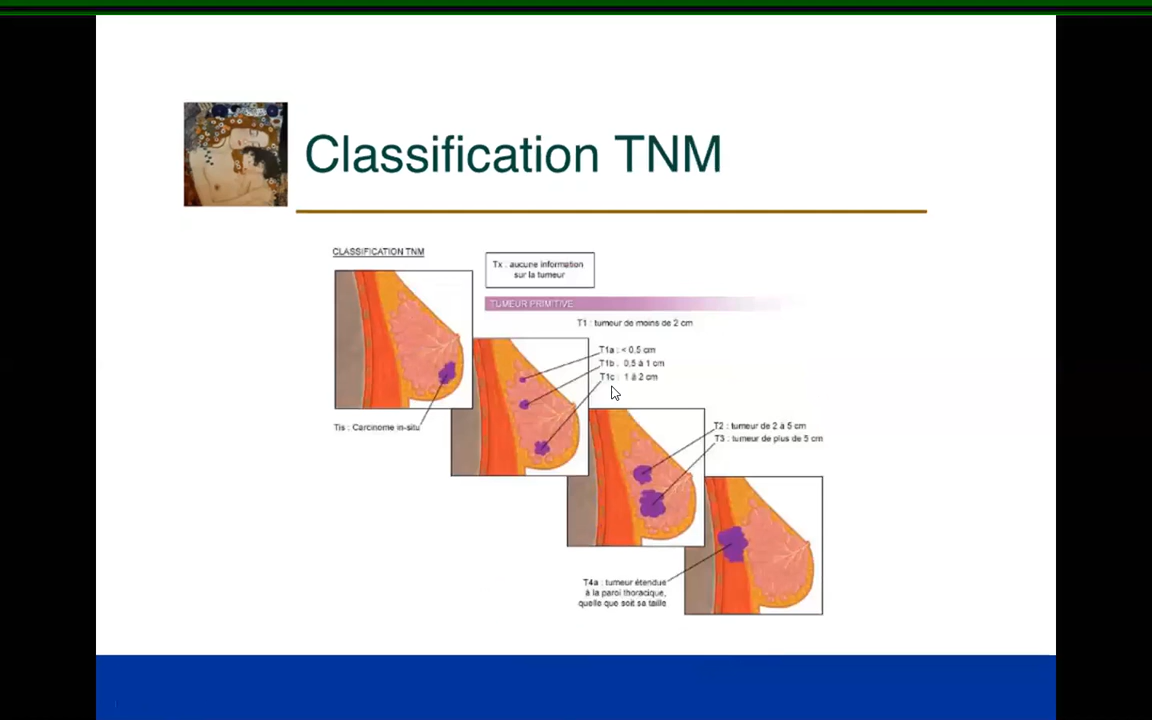 Classification TNM
CLASSIFICATION TNM
Tx : aucune information
sur la tumeur
TUMEUR PRIMITIVE
T1 : tumeur de moins de 2 cm
T1a : < 0,5 cm
T1b : 0,5 à 1 cm
T1c : 1 à 2 cm
Tis : Carcinome in-situ
T2 : tumeur de 2 à 5 cm
T3 : tumeur de plus de 5 cm
T4a : tumeur étendue
à la paroi thoracique,
quelle que soit sa taille